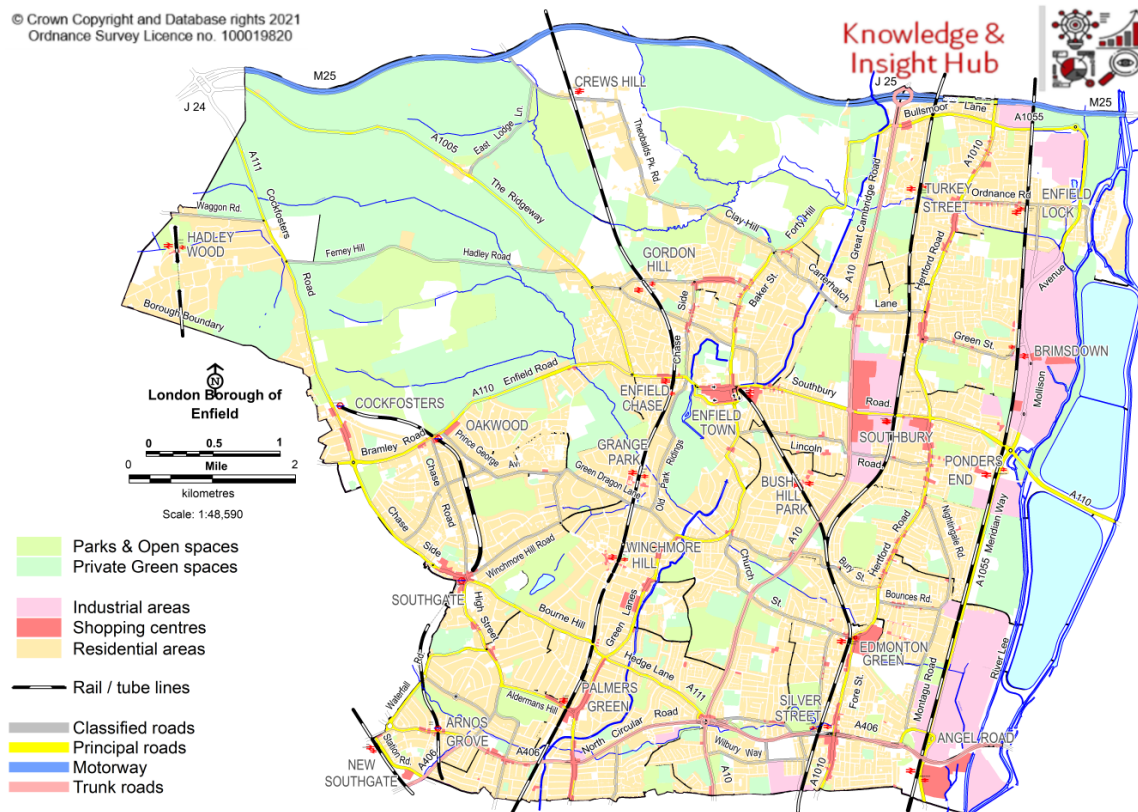 © Crown Copyright and Database rights 2021
Ordnance Survey Licence no. 100019820
Knowledge &
Insight Hub
M25
J 24
J 25
M25
CREWS HILL
Bullsmoor Lane
A1055
A111
A1005
East Lodge Ln.
Theobalds Pk. Rd.
A1010
TURKEY
STREET
Ordnance Rd
ENFIELD
LOCK
The Ridgeway
Cockfosters
Road
Waggon Rd.
HADLEY
WOOD
Clay Hill
Forty Hill
A10 Great Cambridge Road
Hertford Road
Ferney Hill
Hadley Road
GORDON
HILL
Side
Baker St.
Carterhatch
Lane
Avenue
Borough Boundary
Green St.
BRIMSDOWN
Chase
Mollison
London Borough of
Enfield
N
A110 Enfield Road
ENFIELD
CHASE
ENFIELD
TOWN
Southbury
Road
SOUTHBURY
COCKFOSTERS
OAKWOOD
Bramley Road
Prince George Av.
GRANGE
PARK
Old Park Ridings
Lincoln
Road
PONDERS
END
A110
0 0.5 1
Mile
0 2
kilometres
Scale: 1:48,590
Chase
Road
Green Dragon Lane
BUSH
HILL
PARK
Chase
Side
Winchmore Hill Road
WINCHMORE
HILL
A10
Church
St.
Hertford Road
Nightingale Rd.
A1055 Meridian Way
Bury St.
Bounces Rd.
Parks & Open spaces
Private Green spaces
Industrial areas
Shopping centres
Residential areas
Rail / tube lines
Classified roads
Principal roads
Motorway
Trunk roads
SOUTHGATE
High Street
Bourne Hill
Green Lanes
Hedge Lane
EDMONTON
GREEN
Montagu Road
River Lee
Waterfall Rd.
Aldermans Hill
PALMERS
GREEN
A111
SILVER
STREET
Fore St.
ARNOS
GROVE
Station Rd.
A406
A406
North Circular Road
Wilbury Way
A10
A1010
A406
ANGEL ROAD
NEW
SOUTHGATE